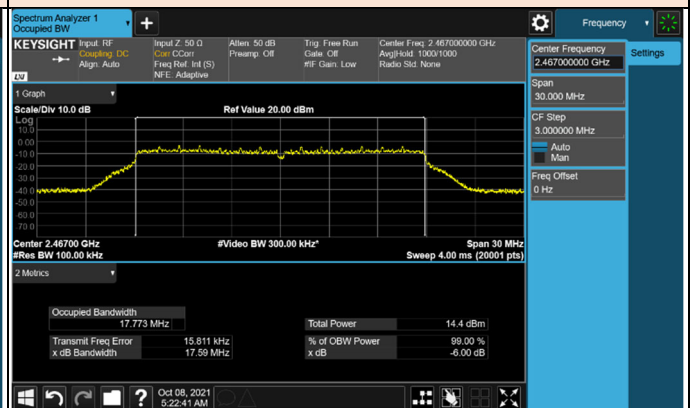 Spectrum Analyzer 1
Occupied BW
+
Frequency
KEYSIGHT
Input: RF
Coupling: DC
Align: Auto
Input Z: 50 Ω
Corr CCorr
Freq Ref: Int (S)
NFE: Adaptive
Atten: 50 dB
Preamp: Off
Trig: Free Run
Gate: Off
#IF Gain: Low
Center Freq: 2.467000000 GHz
Avg|Hold: 1000/1000
Radio Std: None
LXI
Center Frequency
2.467000000 GHz
Settings
Span
30.000 MHz
CF Step
3.000000 MHz
Auto
Man
Freq Offset
0 Hz
1 Graph
Scale/Div 10.0 dB
Ref Value 20.00 dBm
Log
10.0
0.00
-10.0
-20.0
-30.0
-40.0
-50.0
-60.0
-70.0
Center 2.46700 GHz
#Video BW 300.00 kHz*
Span 30 MHz
#Res BW 100.00 kHz
Sweep 4.00 ms (20001 pts)
2 Metrics
Occupied Bandwidth
17.773 MHz
Total Power 14.4 dBm
Transmit Freq Error 15.811 kHz
% of OBW Power 99.00 %
x dB Bandwidth 17.59 MHz
x dB -6.00 dB
?
Oct 08, 2021
5:22:41 AM